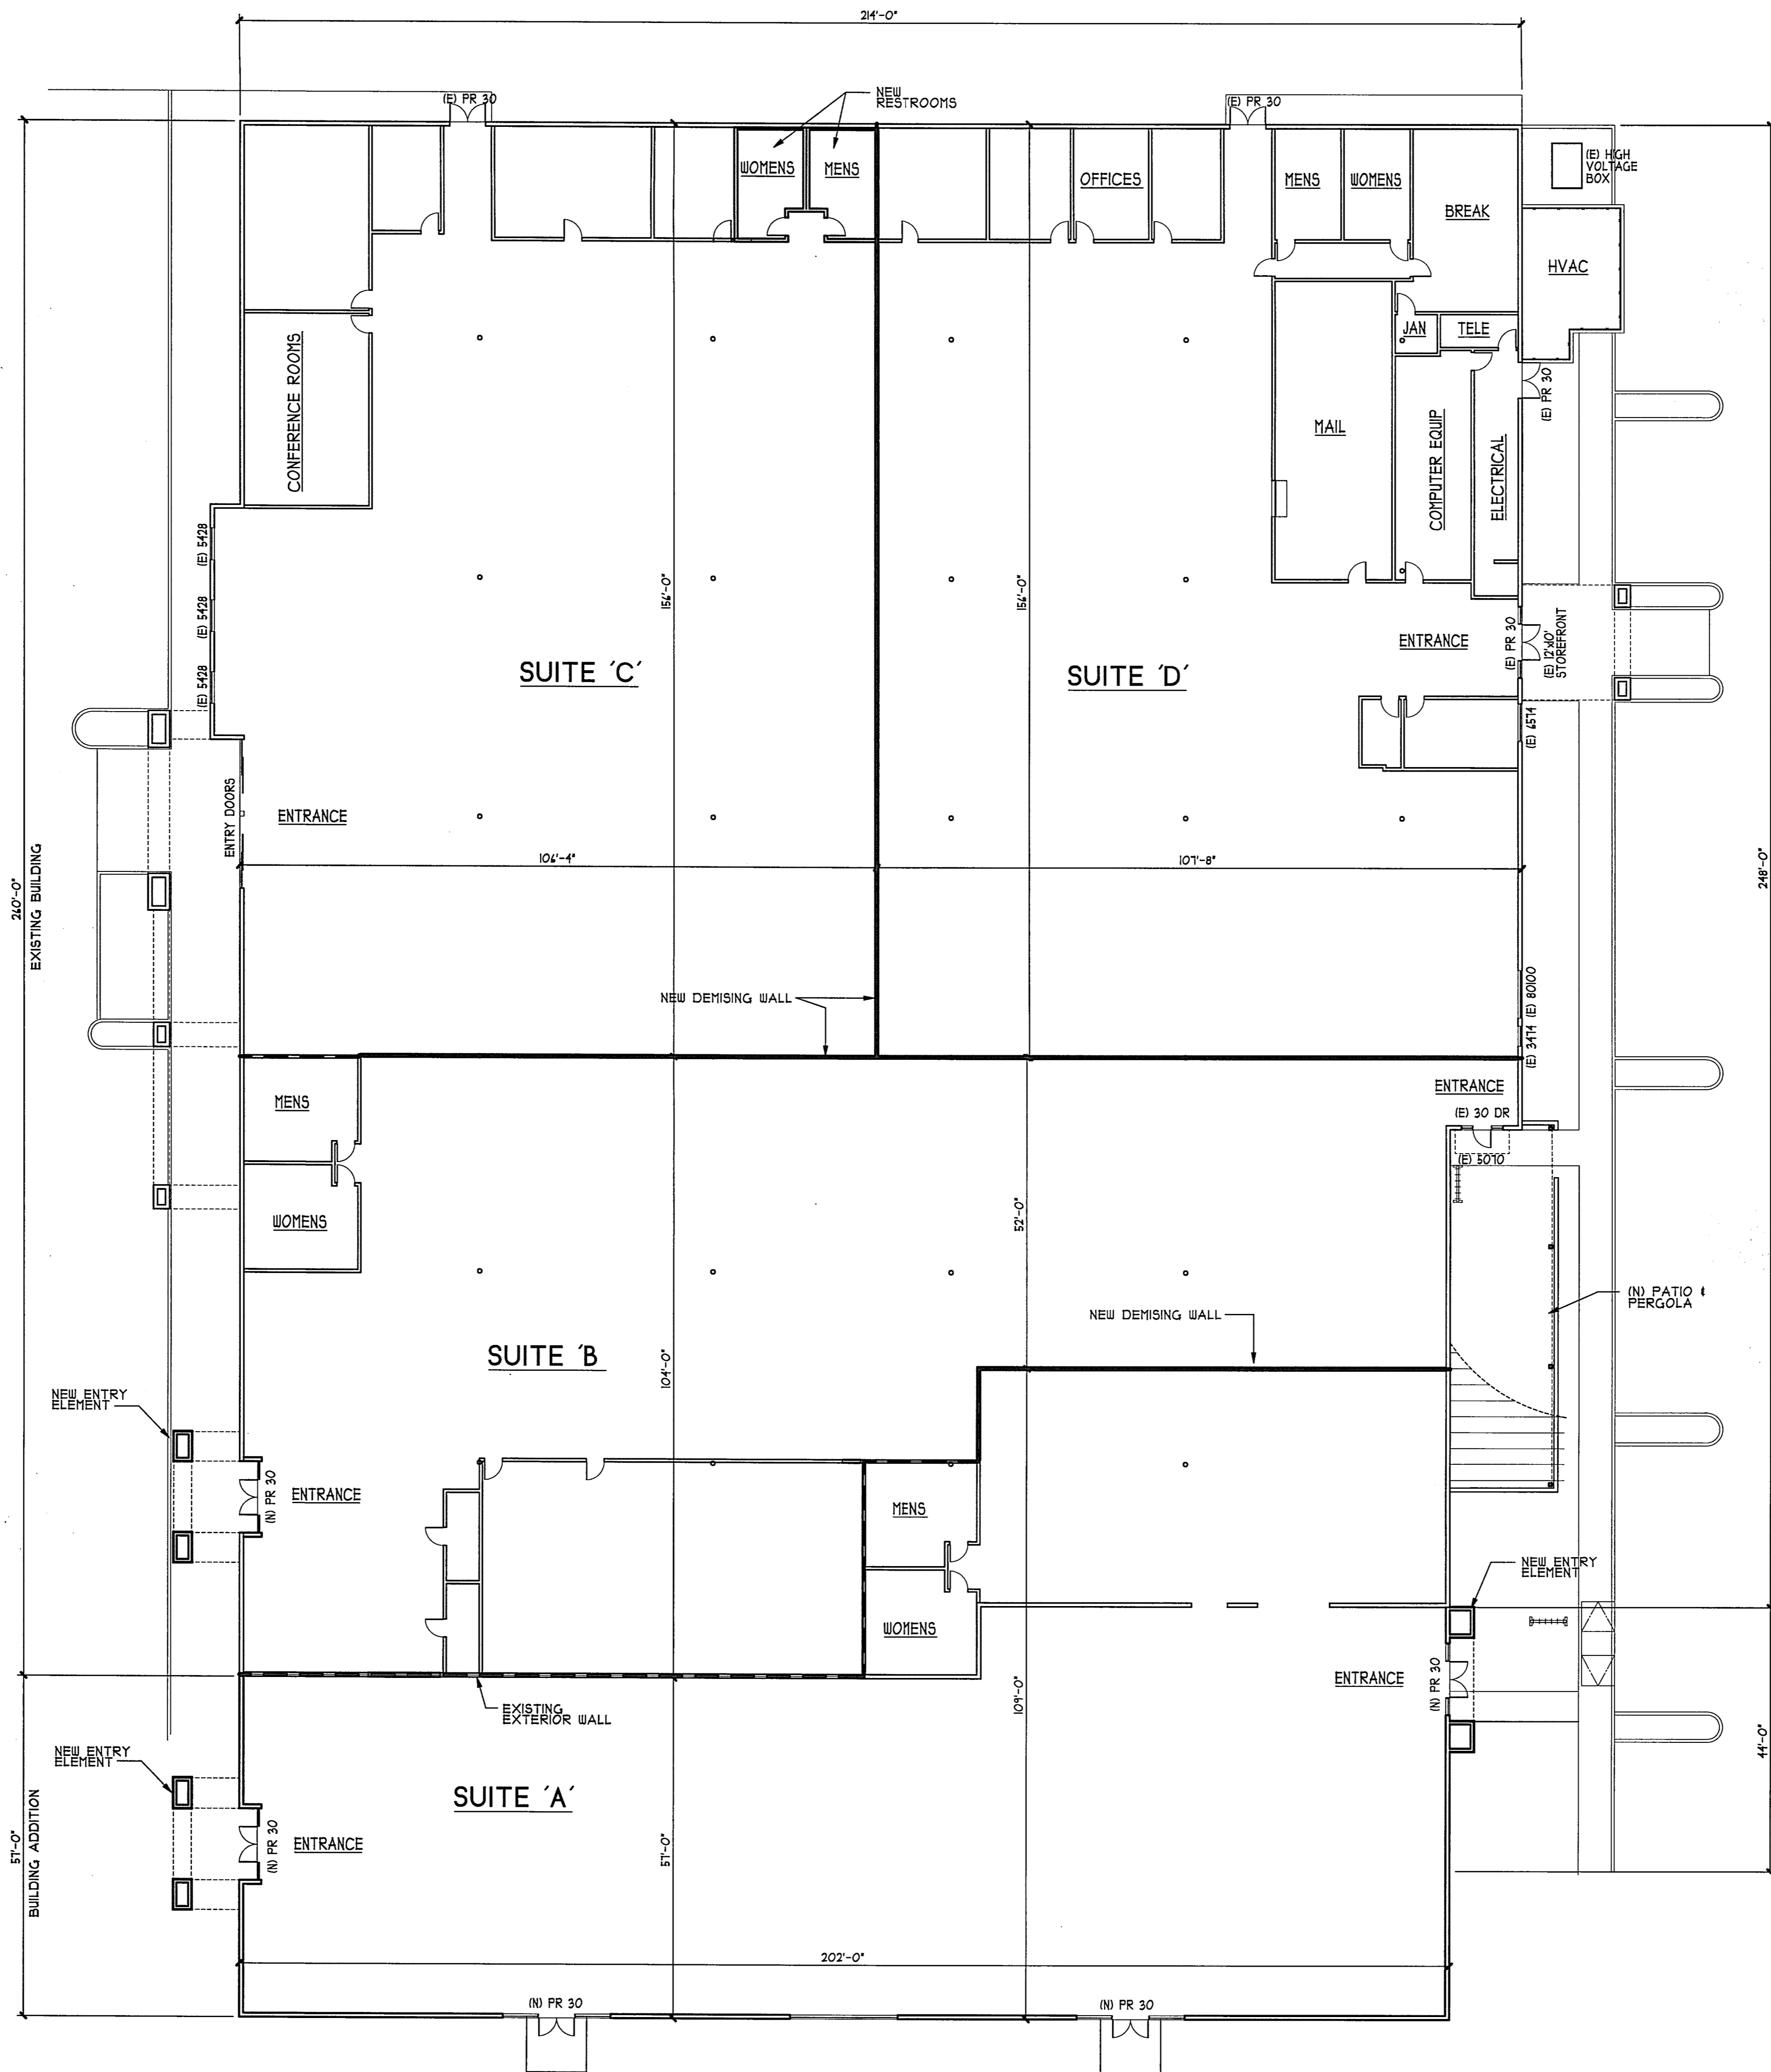 214'-0"
(E) PR 30
NEW
RESTROOMS
(E) PR 30
WOMENS
MENS
OFFICES
MENS
WOMENS
BREAK
(E) HIGH
VOLTAGE
BOX
HVAC
JAN
TELE
CONFERENCE ROOMS
MAIL
COMPUTER EQUIP
ELECTRICAL
(E) PR 30
(E) 5428
(E) 5428
(E) 5428
156'-0"
156'-0"
SUITE 'C'
SUITE 'D'
ENTRANCE
(E) PR 30
(E) 12'x10'
STOREFRONT
(E) 6574
ENTRY DOORS
ENTRANCE
106'-4"
107'-8"
260'-0"
EXISTING BUILDING
248'-0"
NEW DEMISING WALL
(E) 80100
(E) 3474
ENTRANCE
(E) 30 DR
(E) 5070
MENS
WOMENS
52'-0"
(N) PATIO &
PERGOLA
NEW DEMISING WALL
SUITE 'B
104'-0"
NEW ENTRY
ELEMENT
(N) PR 30
ENTRANCE
MENS
WOMENS
NEW ENTRY
ELEMENT
ENTRANCE
(N) PR 30
EXISTING
EXTERIOR WALL
109'-0"
NEW ENTRY
ELEMENT
SUITE 'A'
44'-0"
57'-0"
BUILDING ADDITION
(N) PR 30
ENTRANCE
57'-0"
202'-0"
(N) PR 30
(N) PR 30